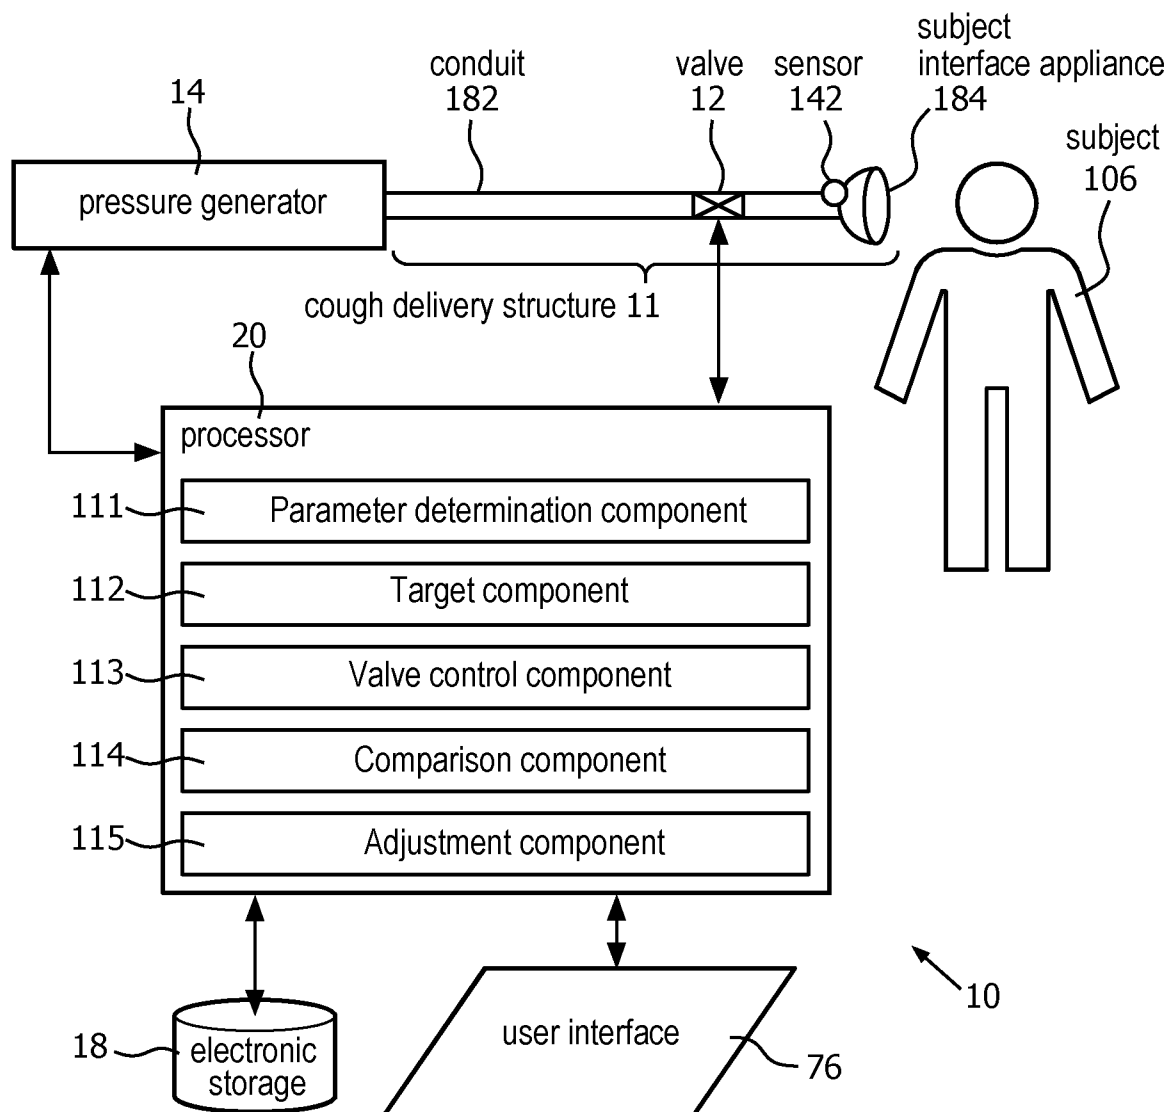 subject
conduit valve sensor interface appliance
14 182 12 142 184
subject
106
pressure generator
cough delivery structure 11
20
processor
111 Parameter determination component
112 Target component
113 Valve control component
114 Comparison component
115 Adjustment component
10
18 electronic
storage
user interface
76